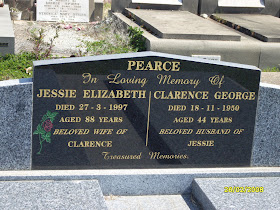 PEARCE
In Loving Memory Of
JESSIE ELIZABETH
DIED 27-3-1997
AGED 88 YEARS
BELOVED WIFE OF
CLARENCE
CLARENCE GEORGE
DIED 18-11-1950
AGED 44 YEARS
BELOVED HUSBAND OF
JESSIE
Treasured Memories.